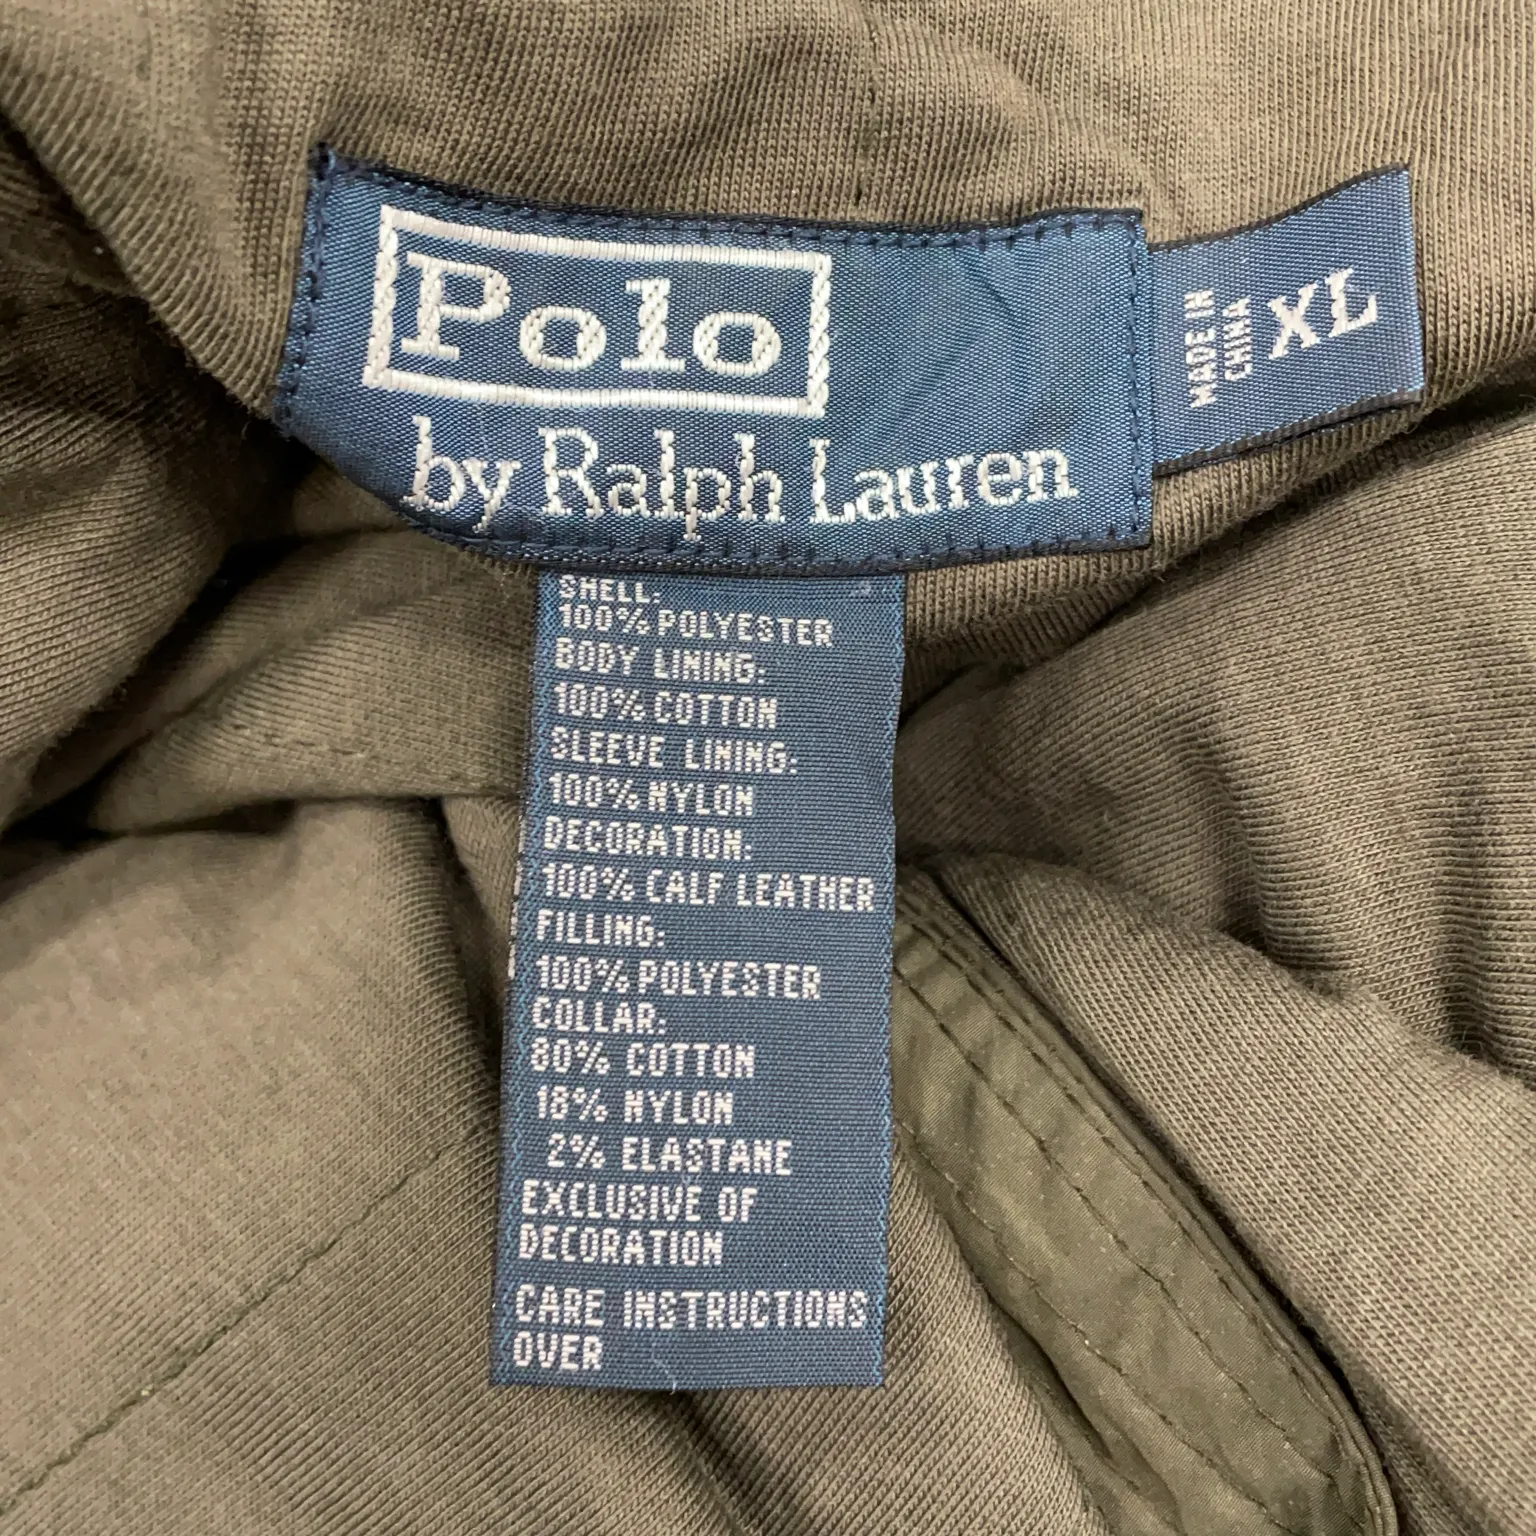 Polo
by Ralph Lauren
MADE IN
CHINA
XL
SHELL:
100% POLYESTER
BODY LINING:
100% COTTON
SLEEVE LINING:
100% NYLON
DECORATION:
100% CALF LEATHER
FILLING:
100% POLYESTER
COLLAR:
80% COTTON
18% NYLON
2% ELASTANE
EXCLUSIVE OF
DECORATION
CARE INSTRUCTIONS
OVER